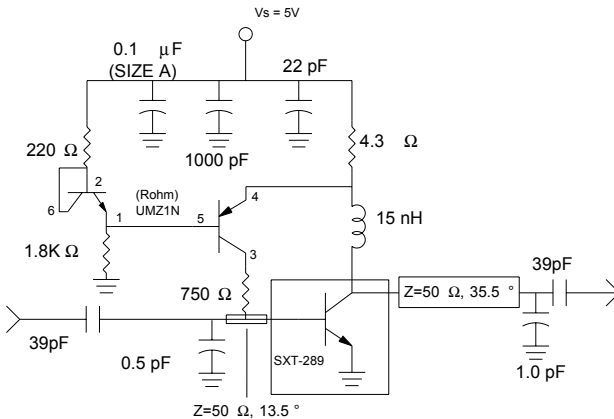 Vs = 5V
0.1 μF
(SIZE A)
22 pF
220 Ω
1000 pF
4.3 Ω
2
6
(Rohm)
UMZ1N
4
1
5
15 nH
3
1.8K Ω
750 Ω
39pF
Z=50 Ω, 35.5 °
39pF
0.5 pF
SXT-289
1.0 pF
Z=50 Ω, 13.5 °